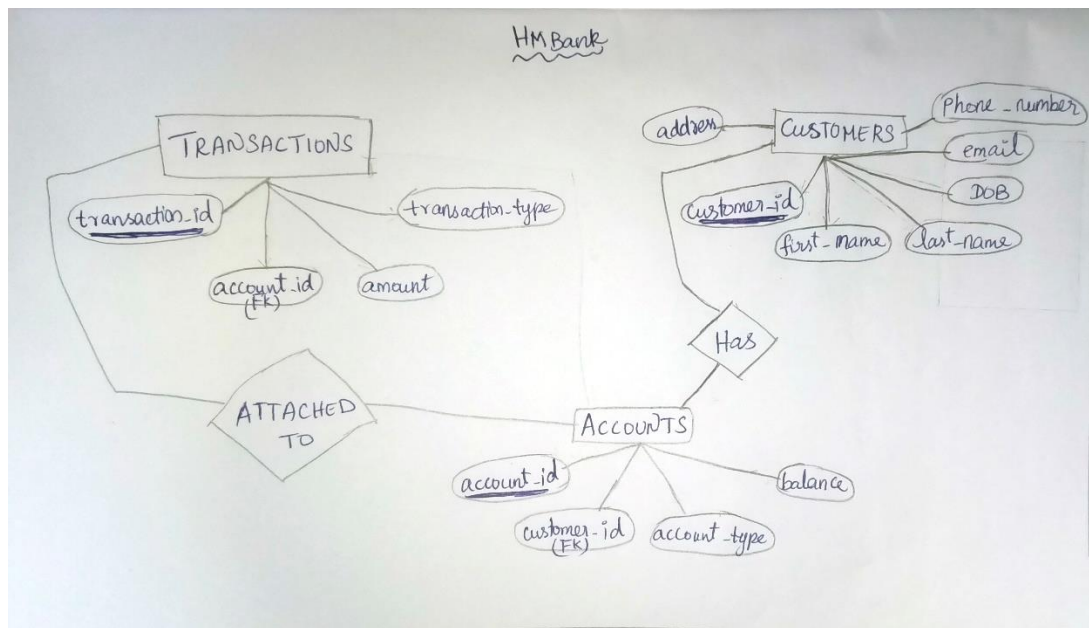 HMBank
TRANSACTIONS
transaction_id
account_id
(FK)
amount
transaction_type
address
CUSTOMERS
Phone_number
email
DOB
last_name
first_name
customer_id
Has
ATTACHED
TO
ACCOUNTS
account_id
customer_id
(FK)
account_type
balance